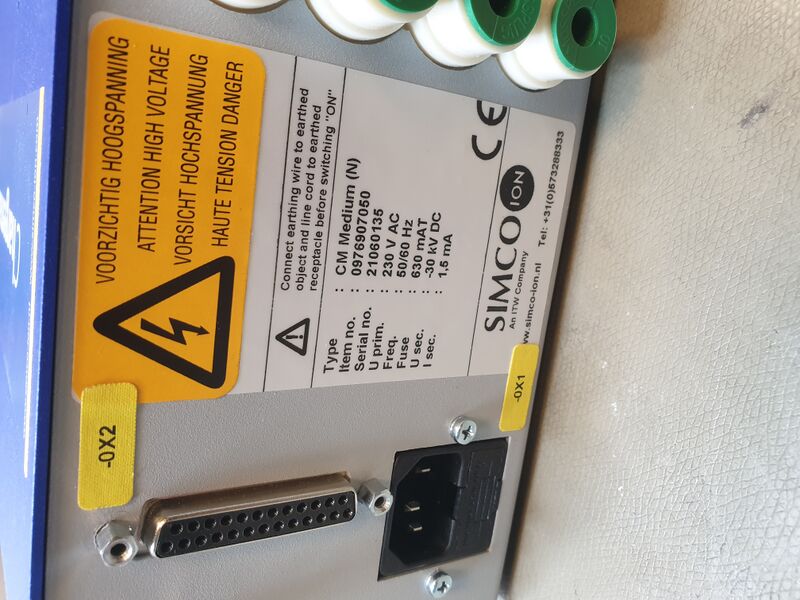 VOORZICHTIG HOOGSPANNING
ATTENTION HIGH VOLTAGE
VORSICHT HOCHSPANNUNG
HAUTE TENSION DANGER
Connect earthing wire to earthed
object and line cord to earthed
receptacle before switching "ON"
Type : CM Medium (N)
Item no. : 0976907050
Serial no. : 21060135
U prim. : 230 V AC
Freq. : 50/60 Hz
Fuse : 630 mAT
U sec. : -30 kV DC
I sec. : 1,5 mA
CE
SIMCO ION
An ITW Company
www.simco-ion.nl Tel: +31(0)573288333
-0X2
-0X1